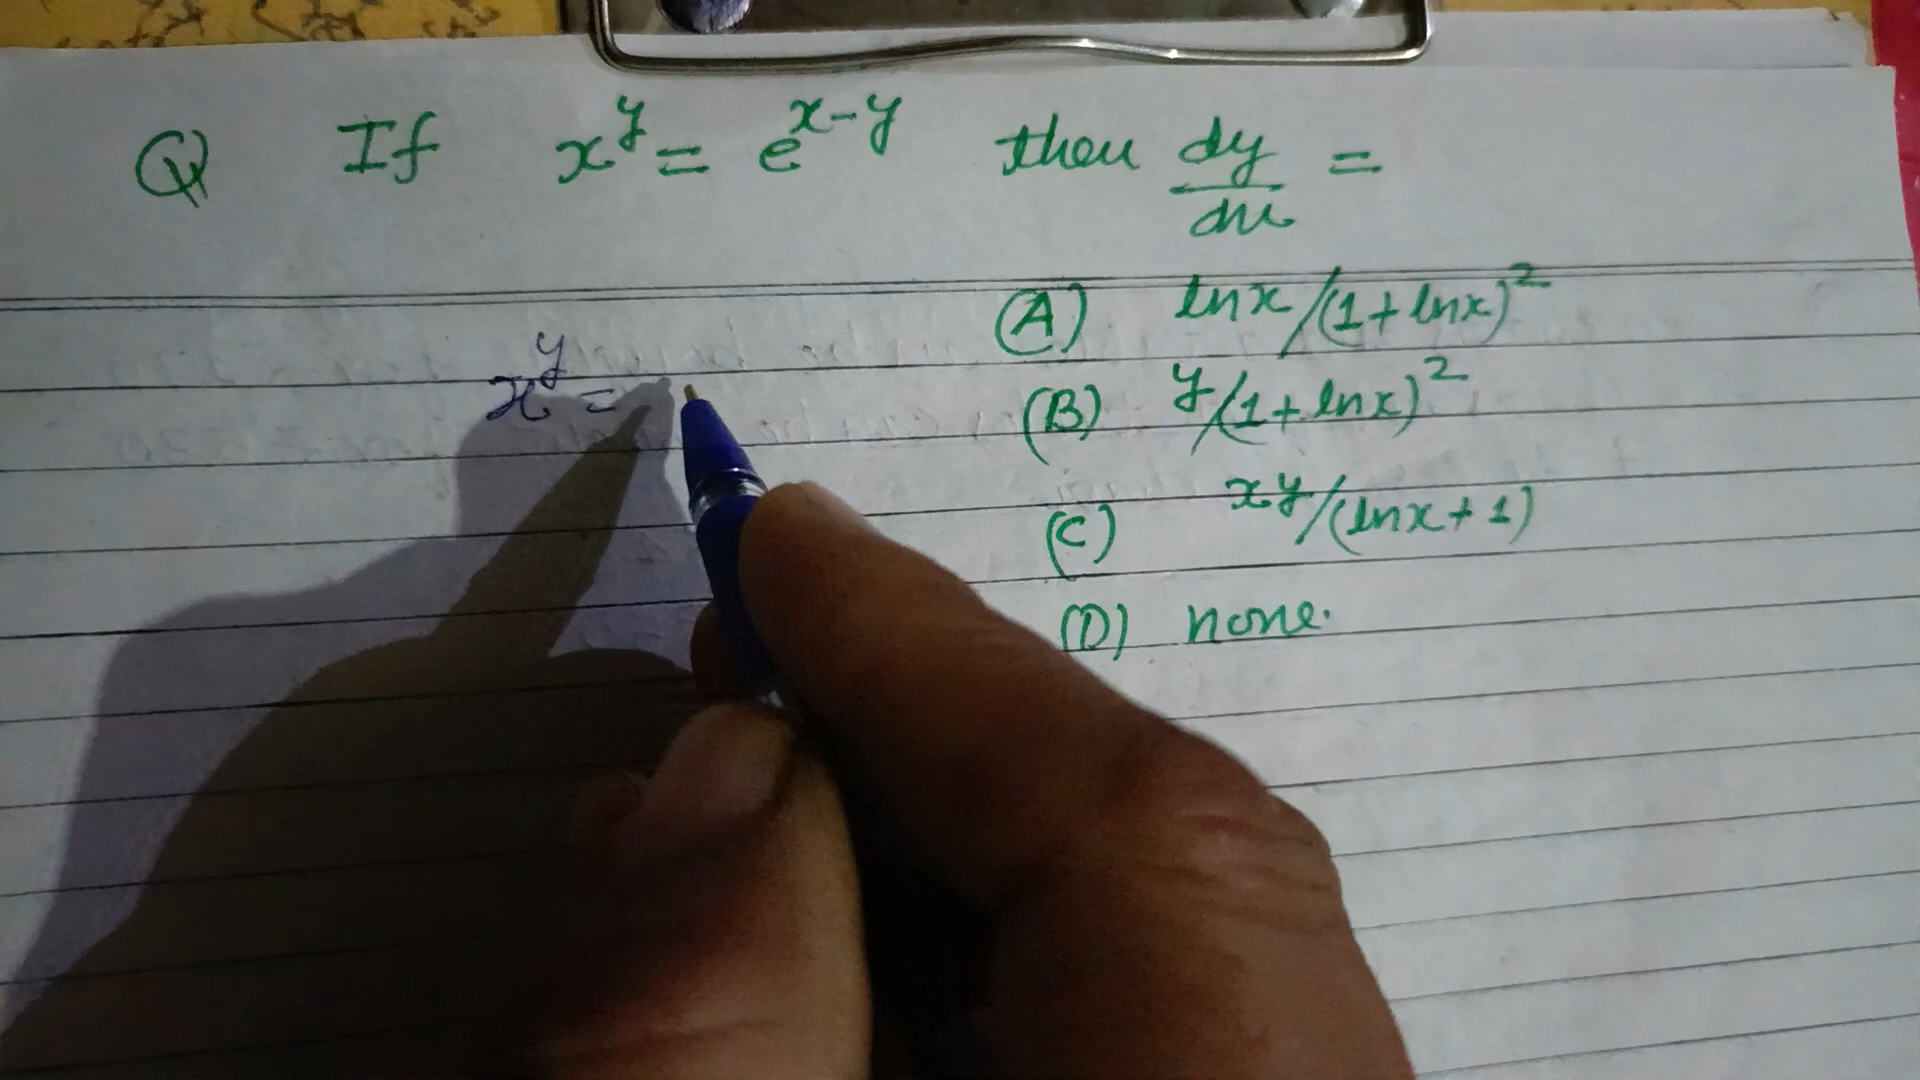 Q If x^y = e^{x-y} then dy/dx =
(A) lnx/(1+lnx)^2
x^y =
(B) y/(1+lnx)^2
(C) xy/(lnx+1)
(D) none.